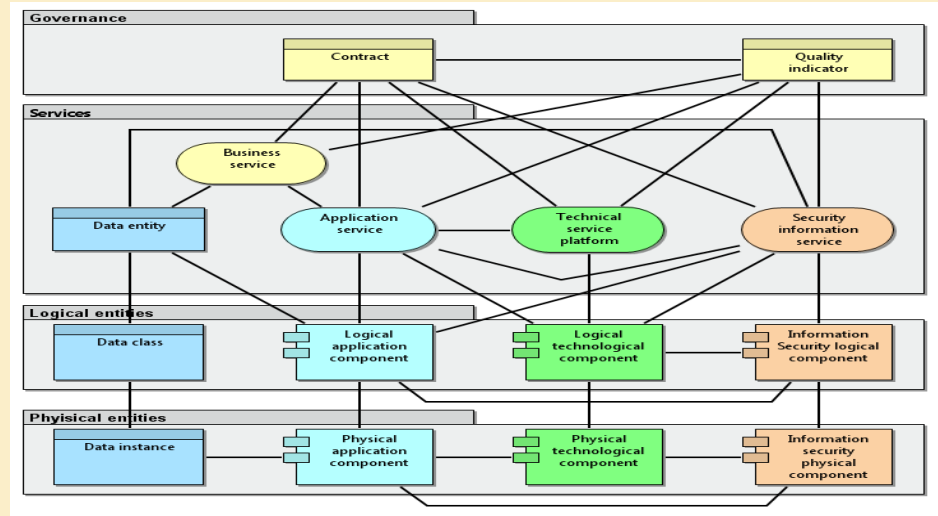 Governance
Contract
Quality
indicator
Services
Business
service
Data entity
Application
service
Technical
service
platform
Security
information
service
Logical entities
Data class
Logical
application
component
Logical
technological
component
Information
Security logical
component
Phyisical entities
Data instance
Physical
application
component
Physical
technological
component
Information
security
physical
component